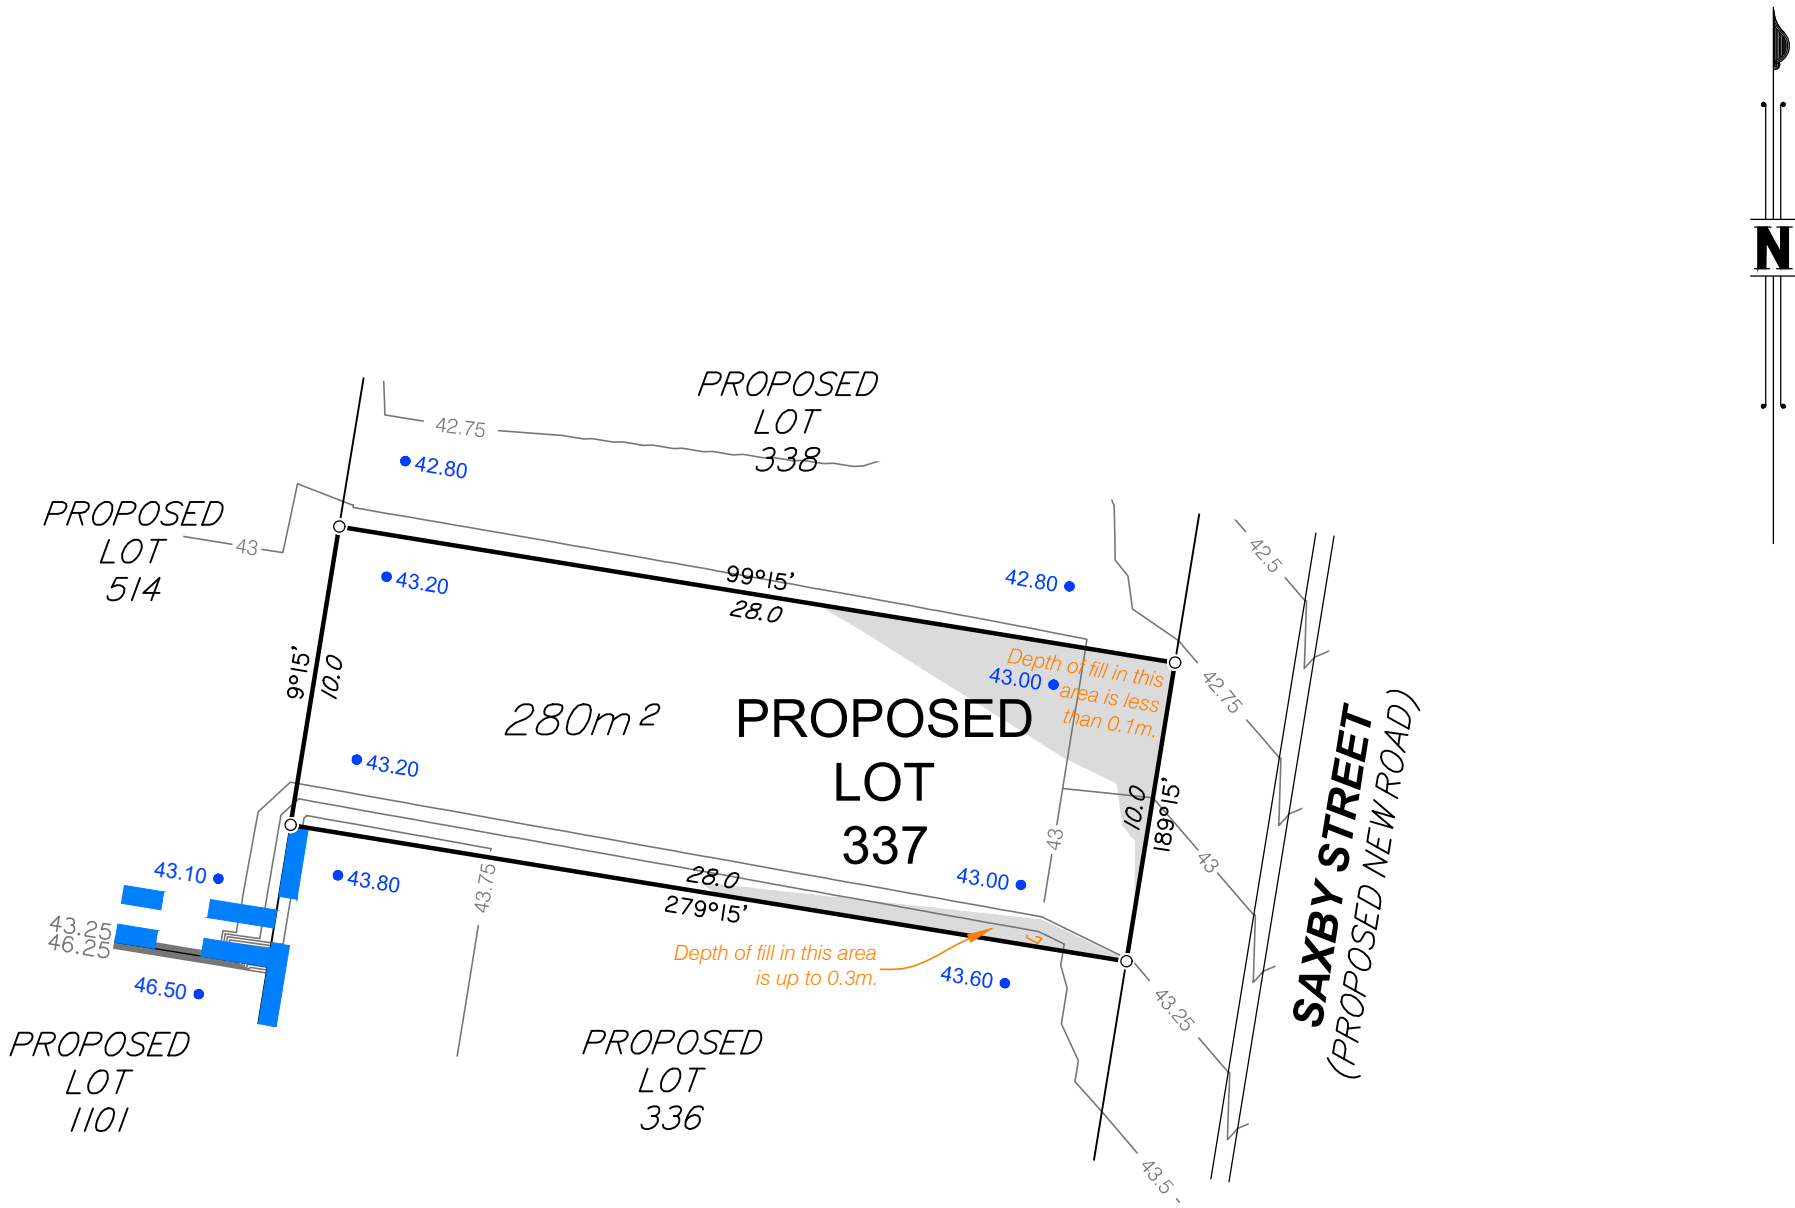 N
PROPOSED
LOT
338
42.75
42.80
PROPOSED
LOT
514
43
43.20
99°15'
28.0
42.80
42.5
Depth of fill in this
area is less
than 0.1m.
43.00
42.75
9°15'
10.0
280m²
PROPOSED
LOT
337
43.20
10.0
189°15'
43
43
SAXBY STREET
(PROPOSED NEW ROAD)
43.10
43.80
43.75
28.0
279°15'
43.00
43.25
46.25
46.50
Depth of fill in this area
is up to 0.3m.
43.60
43.25
PROPOSED
LOT
1101
PROPOSED
LOT
336
43.5